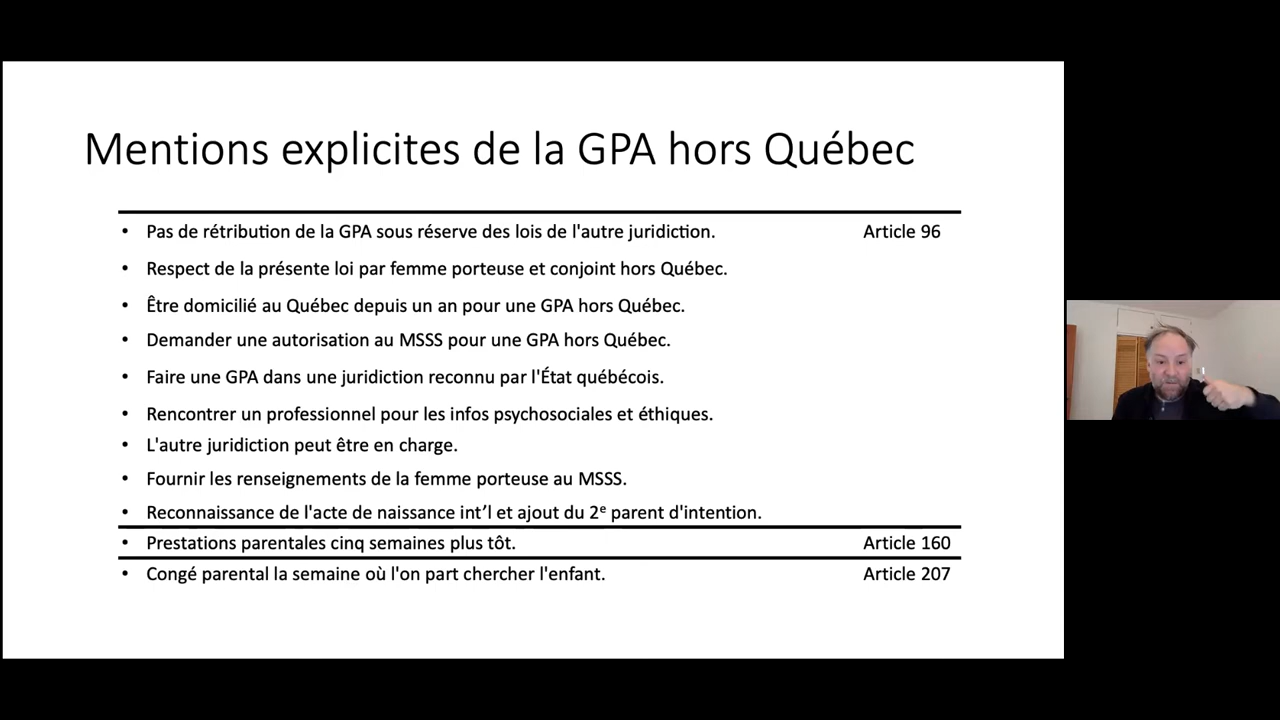 Mentions explicites de la GPA hors Québec
• Pas de rétribution de la GPA sous réserve des lois de l'autre juridiction. Article 96
• Respect de la présente loi par femme porteuse et conjoint hors Québec.
• Être domicilié au Québec depuis un an pour une GPA hors Québec.
• Demander une autorisation au MSSS pour une GPA hors Québec.
• Faire une GPA dans une juridiction reconnu par l'État québécois.
• Rencontrer un professionnel pour les infos psychosociales et éthiques.
• L'autre juridiction peut être en charge.
• Fournir les renseignements de la femme porteuse au MSSS.
• Reconnaissance de l'acte de naissance int’l et ajout du 2e parent d'intention.
• Prestations parentales cinq semaines plus tôt. Article 160
• Congé parental la semaine où l'on part chercher l'enfant. Article 207